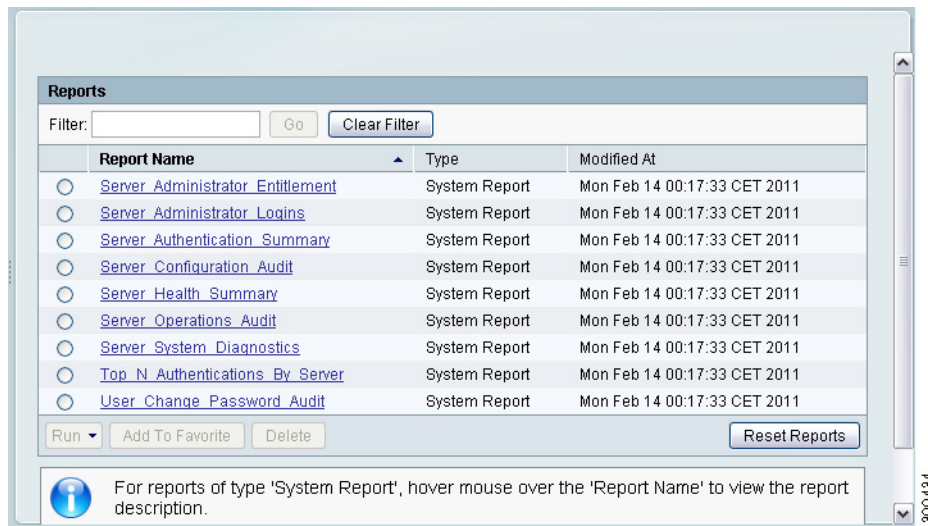 Reports
Filter: Go Clear Filter
Report Name Type Modified At
Server_Administrator_Entitlement System Report Mon Feb 14 00:17:33 CET 2011
Server_Administrator_Logins System Report Mon Feb 14 00:17:33 CET 2011
Server_Authentication_Summary System Report Mon Feb 14 00:17:33 CET 2011
Server_Configuration_Audit System Report Mon Feb 14 00:17:33 CET 2011
Server_Health_Summary System Report Mon Feb 14 00:17:33 CET 2011
Server_Operations_Audit System Report Mon Feb 14 00:17:33 CET 2011
Server_System_Diagnostics System Report Mon Feb 14 00:17:33 CET 2011
Top_N_Authentications_By_Server System Report Mon Feb 14 00:17:33 CET 2011
User_Change_Password_Audit System Report Mon Feb 14 00:17:33 CET 2011
Run Add To Favorite Delete Reset Reports
For reports of type 'System Report', hover mouse over the 'Report Name' to view the report
description.